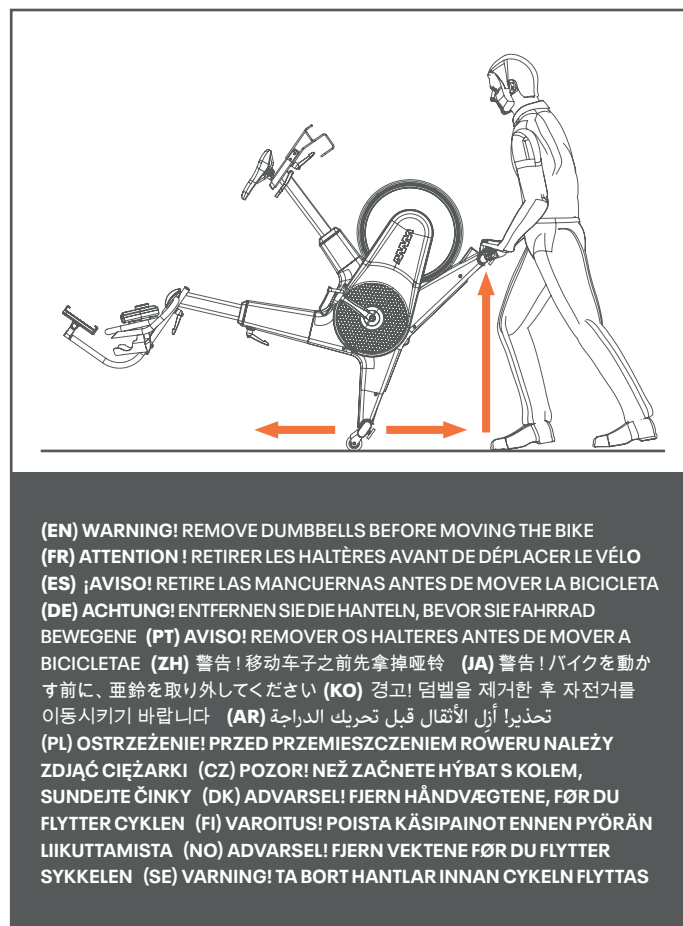 (EN) WARNING! REMOVE DUMBBELLS BEFORE MOVING THE BIKE
(FR) ATTENTION ! RETIRER LES HALTÈRES AVANT DE DÉPLACER LE VÉLO
(ES) ¡AVISO! RETIRE LAS MANCUERNAS ANTES DE MOVER LA BICICLETA
(DE) ACHTUNG! ENTFERNEN SIE DIE HANTELN, BEVOR SIE FAHRRAD
BEWEGENE (PT) AVISO! REMOVER OS HALTERES ANTES DE MOVER A
BICICLETAE (ZH) 警告！移动车子之前先拿掉哑铃 (JA) 警告！バイクを動か
す前に、亜鈴を取り外してください (KO) 경고! 덤벨을 제거한 후 자전거를
이동시키기 바랍니다 (AR) تحذير! أزِل الأثقال قبل تحريك الدراجة
(PL) OSTRZEŻENIE! PRZED PRZEMIESZCZENIEM ROWERU NALEŻY
ZDJĄĆ CIĘŻARKI (CZ) POZOR! NEŽ ZAČNETE HÝBAT S KOLEM,
SUNDEJTE ČINKY (DK) ADVARSEL! FJERN HÅNDVÆGTENE, FØR DU
FLYTTER CYKLEN (FI) VAROITUS! POISTA KÄSIPAINOT ENNEN PYÖRÄN
LIIKUTTAMISTA (NO) ADVARSEL! FJERN VEKTENE FØR DU FLYTTER
SYKKELEN (SE) VARNING! TA BORT HANTLAR INNAN CYKELN FLYTTAS